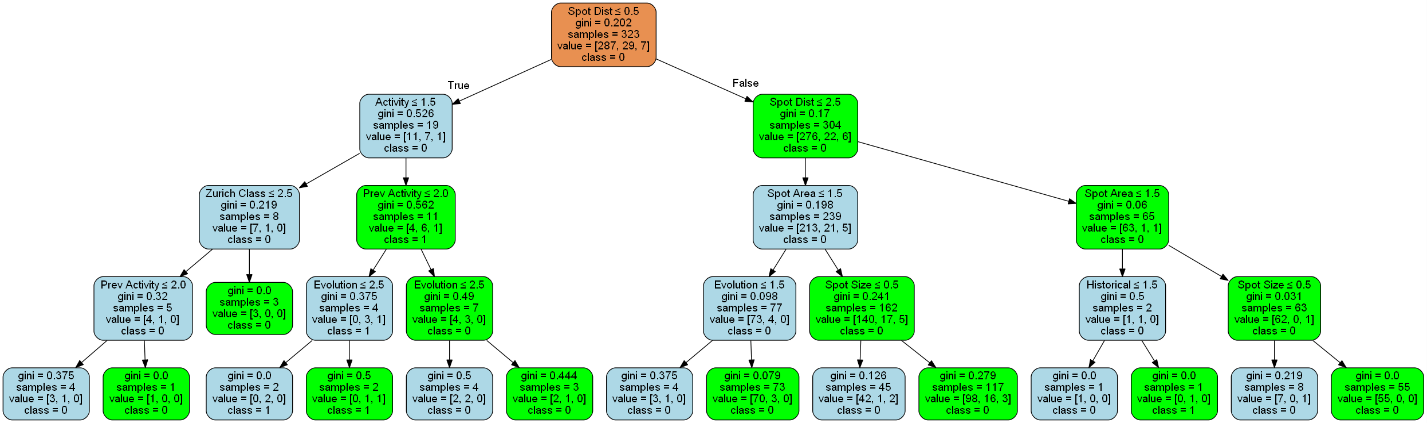 Spot Dist ≤ 0.5
gini = 0.202
samples = 323
value = [287, 29, 7]
class = 0
True
False
Activity ≤ 1.5
gini = 0.526
samples = 19
value = [11, 7, 1]
class = 0
Spot Dist ≤ 2.5
gini = 0.17
samples = 304
value = [276, 22, 6]
class = 0
Zurich Class ≤ 2.5
gini = 0.219
samples = 8
value = [7, 1, 0]
class = 0
Prev Activity ≤ 2.0
gini = 0.562
samples = 11
value = [4, 6, 1]
class = 1
Spot Area ≤ 1.5
gini = 0.198
samples = 239
value = [213, 21, 5]
class = 0
Spot Area ≤ 1.5
gini = 0.06
samples = 65
value = [63, 1, 1]
class = 0
Prev Activity ≤ 2.0
gini = 0.32
samples = 5
value = [4, 1, 0]
class = 0
gini = 0.0
samples = 3
value = [3, 0, 0]
class = 0
Evolution ≤ 2.5
gini = 0.375
samples = 4
value = [0, 3, 1]
class = 1
Evolution ≤ 2.5
gini = 0.49
samples = 7
value = [4, 3, 0]
class = 0
Evolution ≤ 1.5
gini = 0.098
samples = 77
value = [73, 4, 0]
class = 0
Spot Size ≤ 0.5
gini = 0.241
samples = 162
value = [140, 17, 5]
class = 0
Historical ≤ 1.5
gini = 0.5
samples = 2
value = [1, 1, 0]
class = 0
Spot Size ≤ 0.5
gini = 0.031
samples = 63
value = [62, 0, 1]
class = 0
gini = 0.375
samples = 4
value = [3, 1, 0]
class = 0
gini = 0.0
samples = 1
value = [1, 0, 0]
class = 0
gini = 0.0
samples = 2
value = [0, 2, 0]
class = 1
gini = 0.5
samples = 2
value = [0, 1, 1]
class = 1
gini = 0.5
samples = 4
value = [2, 2, 0]
class = 0
gini = 0.444
samples = 3
value = [2, 1, 0]
class = 0
gini = 0.375
samples = 4
value = [3, 1, 0]
class = 0
gini = 0.079
samples = 73
value = [70, 3, 0]
class = 0
gini = 0.126
samples = 45
value = [42, 1, 2]
class = 0
gini = 0.279
samples = 117
value = [98, 16, 3]
class = 0
gini = 0.0
samples = 1
value = [1, 0, 0]
class = 0
gini = 0.0
samples = 1
value = [0, 1, 0]
class = 1
gini = 0.219
samples = 8
value = [7, 0, 1]
class = 0
gini = 0.0
samples = 55
value = [55, 0, 0]
class = 0